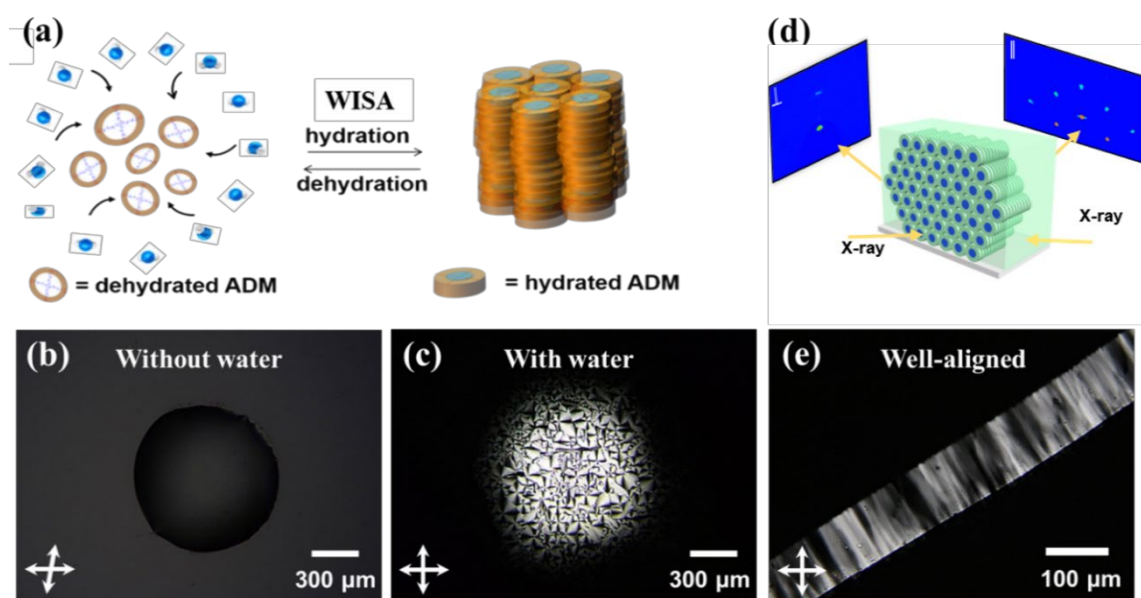 (a)
WISA
hydration
dehydration
= dehydrated ADM
= hydrated ADM
(d)
⊥
||
X-ray
X-ray
(b)
Without water
300 μm
(c)
With water
300 μm
(e)
Well-aligned
100 μm